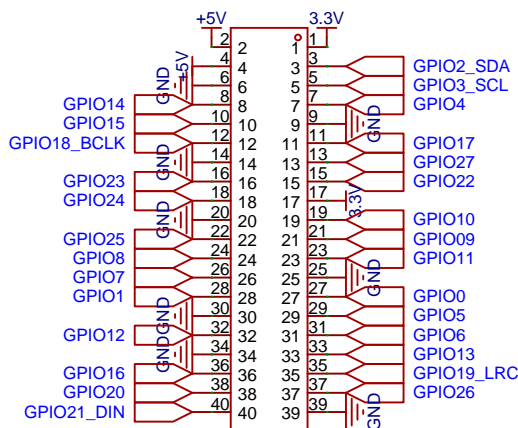 +5V 3.3V
2 2 1 1
+5V 4 4 3 3 GPIO2_SDA
GND 6 6 5 5 GPIO3_SCL
GPIO14 8 8 7 7 GPIO4
GPIO15 10 10 9 9 GND
GPIO18_BCLK 12 12 11 11 GPIO17
GND 14 14 13 13 GPIO27
GPIO23 16 16 15 15 GPIO22
GPIO24 18 18 17 17 3.3V
GND 20 20 19 19 GPIO10
GPIO25 22 22 21 21 GPIO09
GPIO8 24 24 23 23 GPIO11
GPIO7 26 26 25 25 GND
GPIO1 28 28 27 27 GPIO0
GND 30 30 29 29 GPIO5
GPIO12 32 32 31 31 GPIO6
GND 34 34 33 33 GPIO13
GPIO16 36 36 35 35 GPIO19_LRC
GPIO20 38 38 37 37 GPIO26
GPIO21_DIN 40 40 39 39 GND